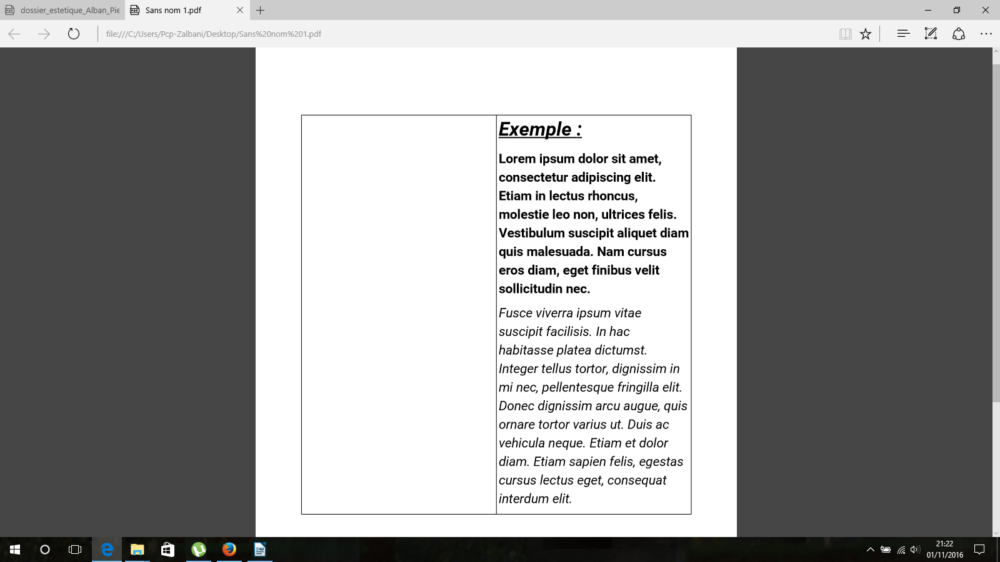 dossier_estetique_Alban_Pie
Sans nom 1.pdf
file:///C:/Users/Pcp-Zalbani/Desktop/Sans%20nom%201.pdf
Exemple :
Lorem ipsum dolor sit amet,
consectetur adipiscing elit.
Etiam in lectus rhoncus,
molestie leo non, ultrices felis.
Vestibulum suscipit aliquet diam
quis malesuada. Nam cursus
eros diam, eget finibus velit
sollicitudin nec.
Fusce viverra ipsum vitae
suscipit facilisis. In hac
habitasse platea dictumst.
Integer tellus tortor, dignissim in
mi nec, pellentesque fringilla elit.
Donec dignissim arcu augue, quis
ornare tortor varius ut. Duis ac
vehicula neque. Etiam et dolor
diam. Etiam sapien felis, egestas
cursus lectus eget, consequat
interdum elit.
21:22
01/11/2016